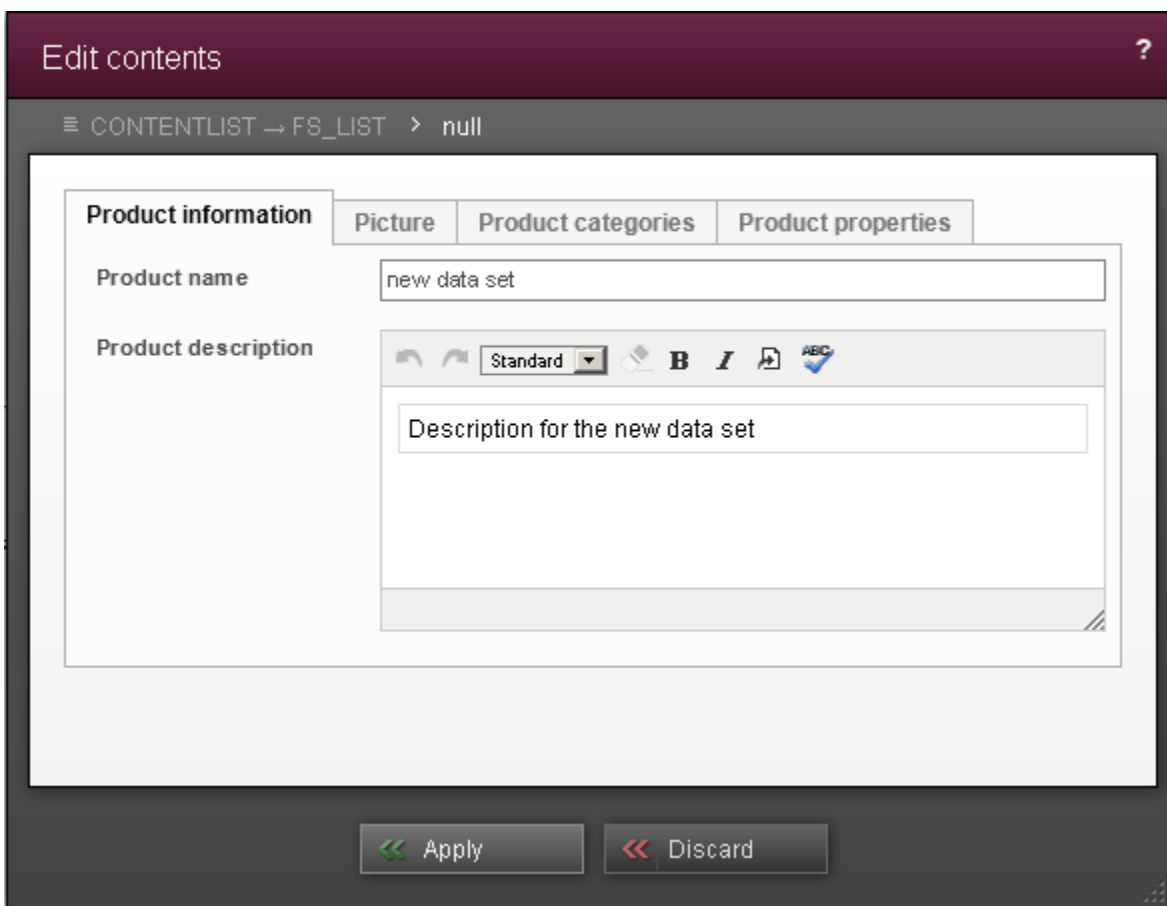 Edit contents ?
≡ CONTENTLIST → FS_LIST > null
Product information Picture Product categories Product properties
Product name new data set
Product description Standard B I ABC
Description for the new data set
Apply Discard